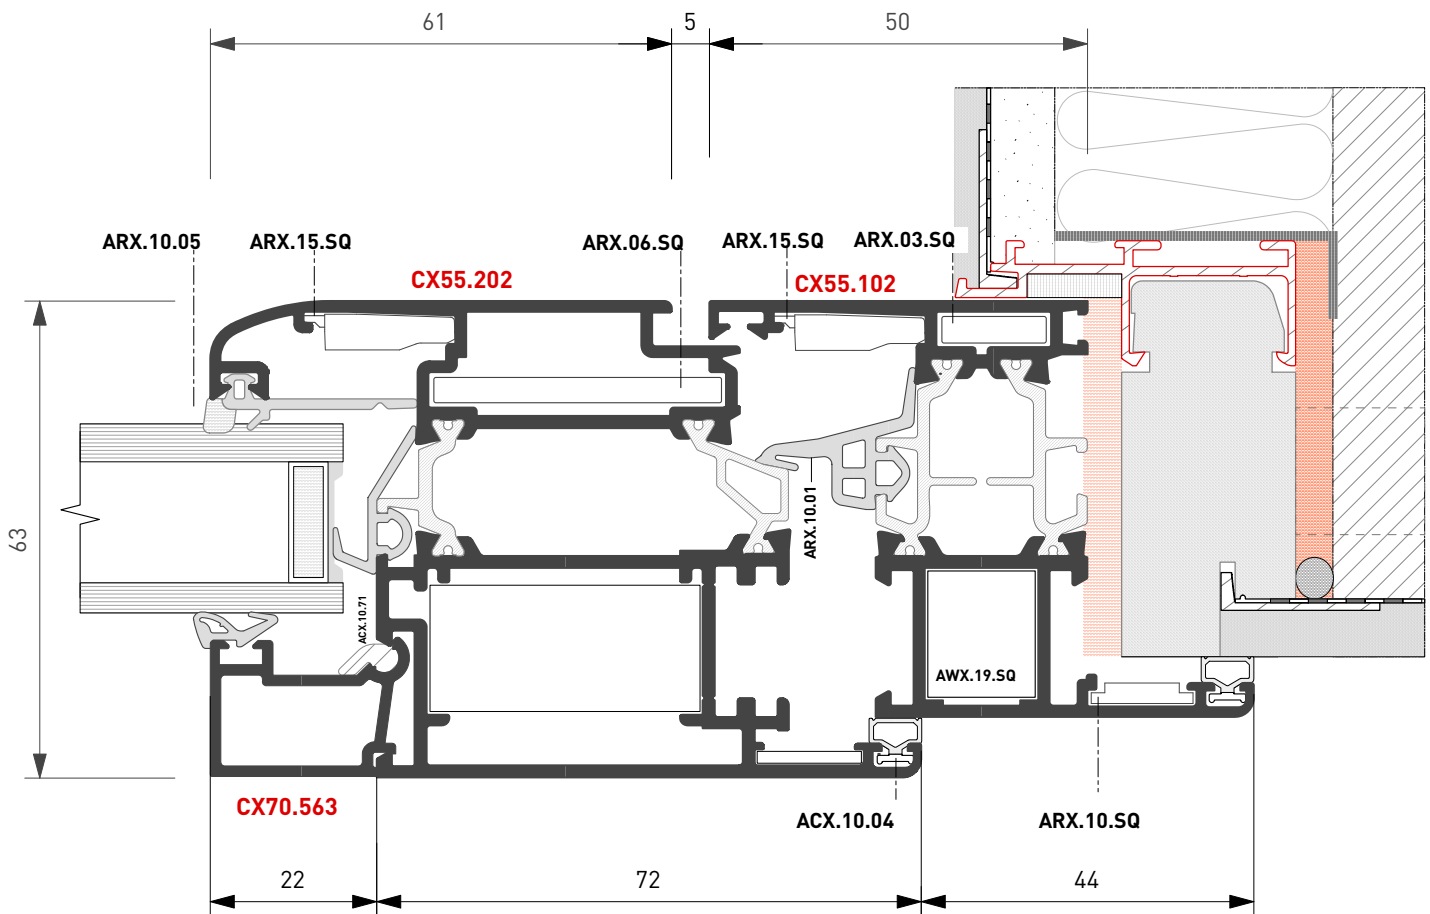 61
5
50
ARX.10.05
ARX.15.SQ
ARX.06.SQ
ARX.15.SQ
ARX.03.SQ
CX55.202
CX55.102
63
ARX.10.01
ACX.10.71
AWX.19.SQ
CX70.563
ACX.10.04
ARX.10.SQ
22
72
44